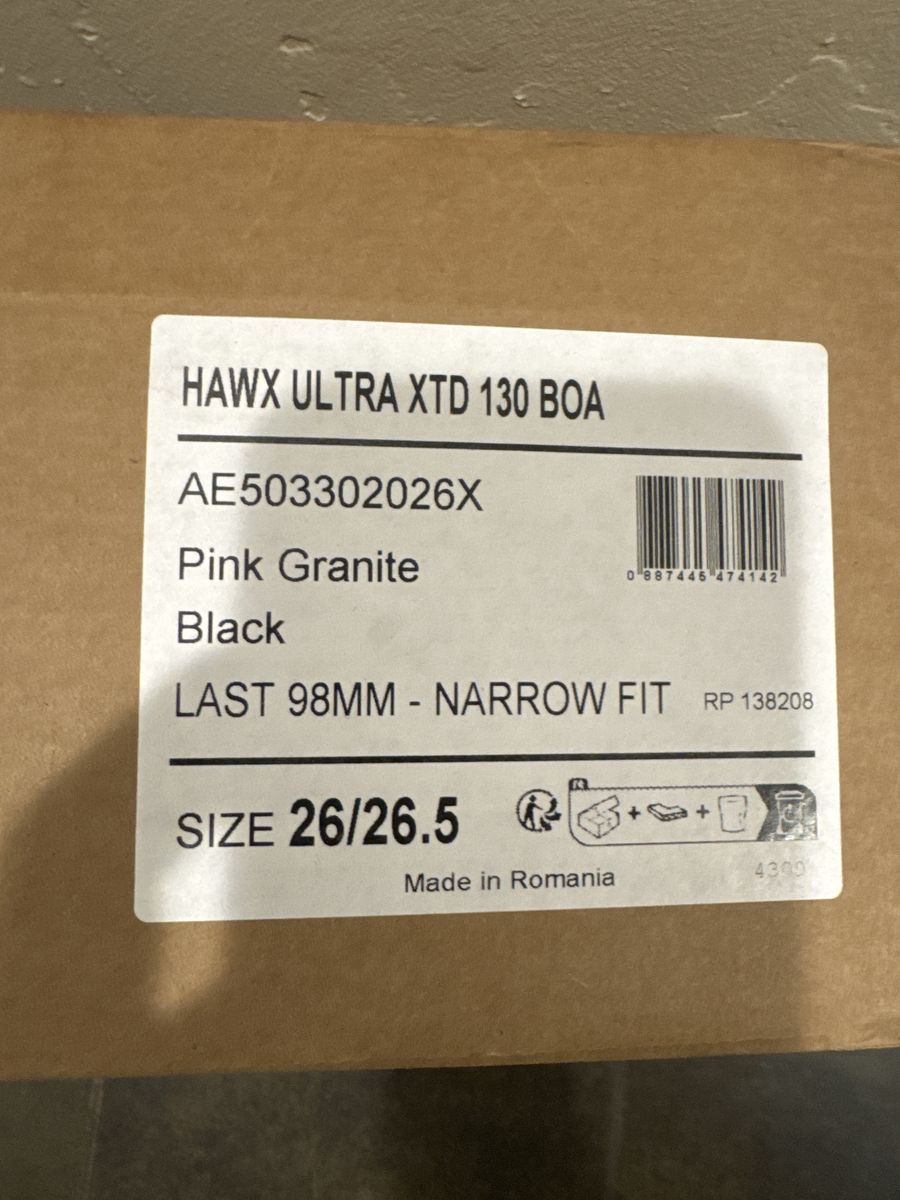 HAWX ULTRA XTD 130 BOA
AE503302026X
0 887445 474142
Pink Granite
Black
LAST 98MM - NARROW FIT RP 138208
SIZE 26/26.5
Made in Romania